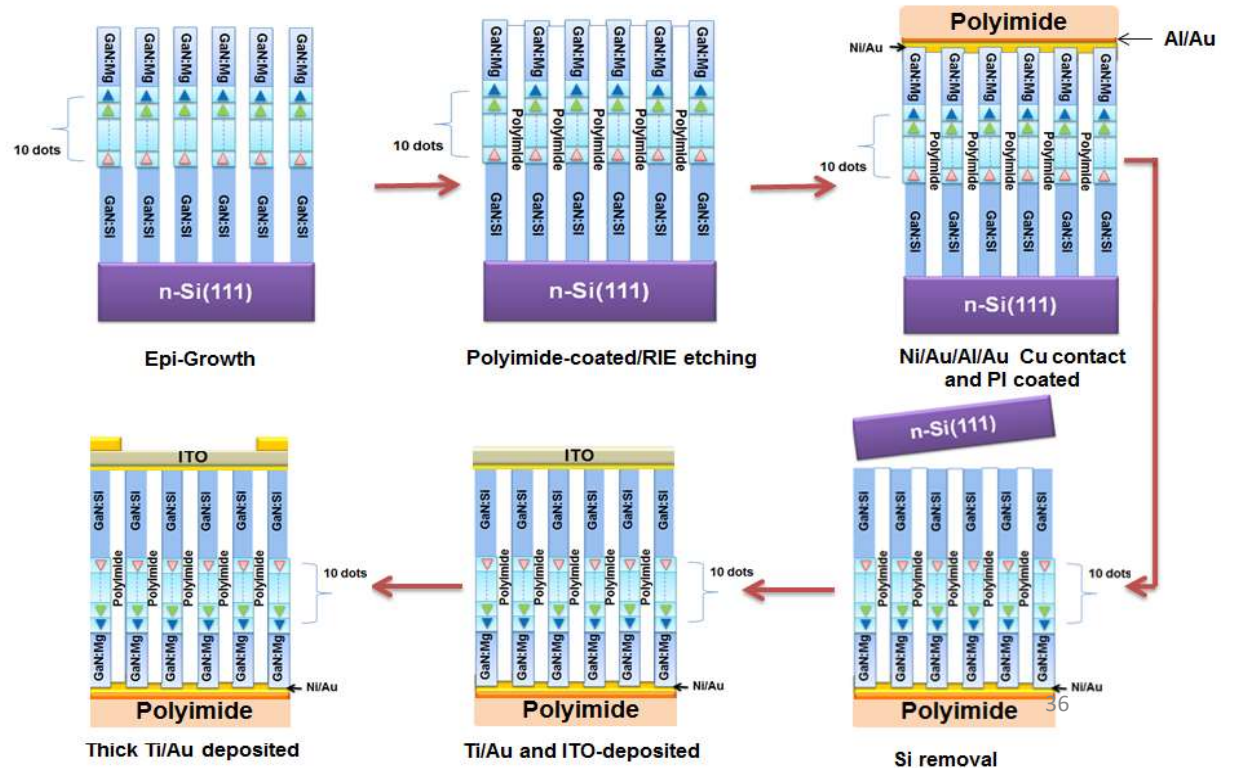 GaN:Mg GaN:Mg GaN:Mg GaN:Mg GaN:Mg GaN:Mg
10 dots
GaN:Si GaN:Si GaN:Si GaN:Si GaN:Si GaN:Si
n-Si(111)
Epi-Growth
GaN:Mg GaN:Mg GaN:Mg GaN:Mg GaN:Mg GaN:Mg
10 dots
Polyimide Polyimide Polyimide Polyimide Polyimide
GaN:Si GaN:Si GaN:Si GaN:Si GaN:Si GaN:Si
n-Si(111)
Polyimide-coated/RIE etching
Polyimide
Al/Au
Ni/Au
GaN:Mg GaN:Mg GaN:Mg GaN:Mg GaN:Mg GaN:Mg
10 dots
Polyimide Polyimide Polyimide Polyimide Polyimide
GaN:Si GaN:Si GaN:Si GaN:Si GaN:Si GaN:Si
n-Si(111)
Ni/Au/Al/Au Cu contact
and PI coated
n-Si(111)
GaN:Si GaN:Si GaN:Si GaN:Si GaN:Si GaN:Si
Polyimide Polyimide Polyimide Polyimide Polyimide
10 dots
GaN:Mg GaN:Mg GaN:Mg GaN:Mg GaN:Mg GaN:Mg
Ni/Au
Polyimide
36
Si removal
ITO
GaN:Si GaN:Si GaN:Si GaN:Si GaN:Si GaN:Si
Polyimide Polyimide Polyimide Polyimide Polyimide
10 dots
GaN:Mg GaN:Mg GaN:Mg GaN:Mg GaN:Mg GaN:Mg
Ni/Au
Polyimide
Ti/Au and ITO-deposited
ITO
GaN:Si GaN:Si GaN:Si GaN:Si GaN:Si GaN:Si
Polyimide Polyimide Polyimide Polyimide Polyimide
10 dots
GaN:Mg GaN:Mg GaN:Mg GaN:Mg GaN:Mg GaN:Mg
Ni/Au
Polyimide
Thick Ti/Au deposited